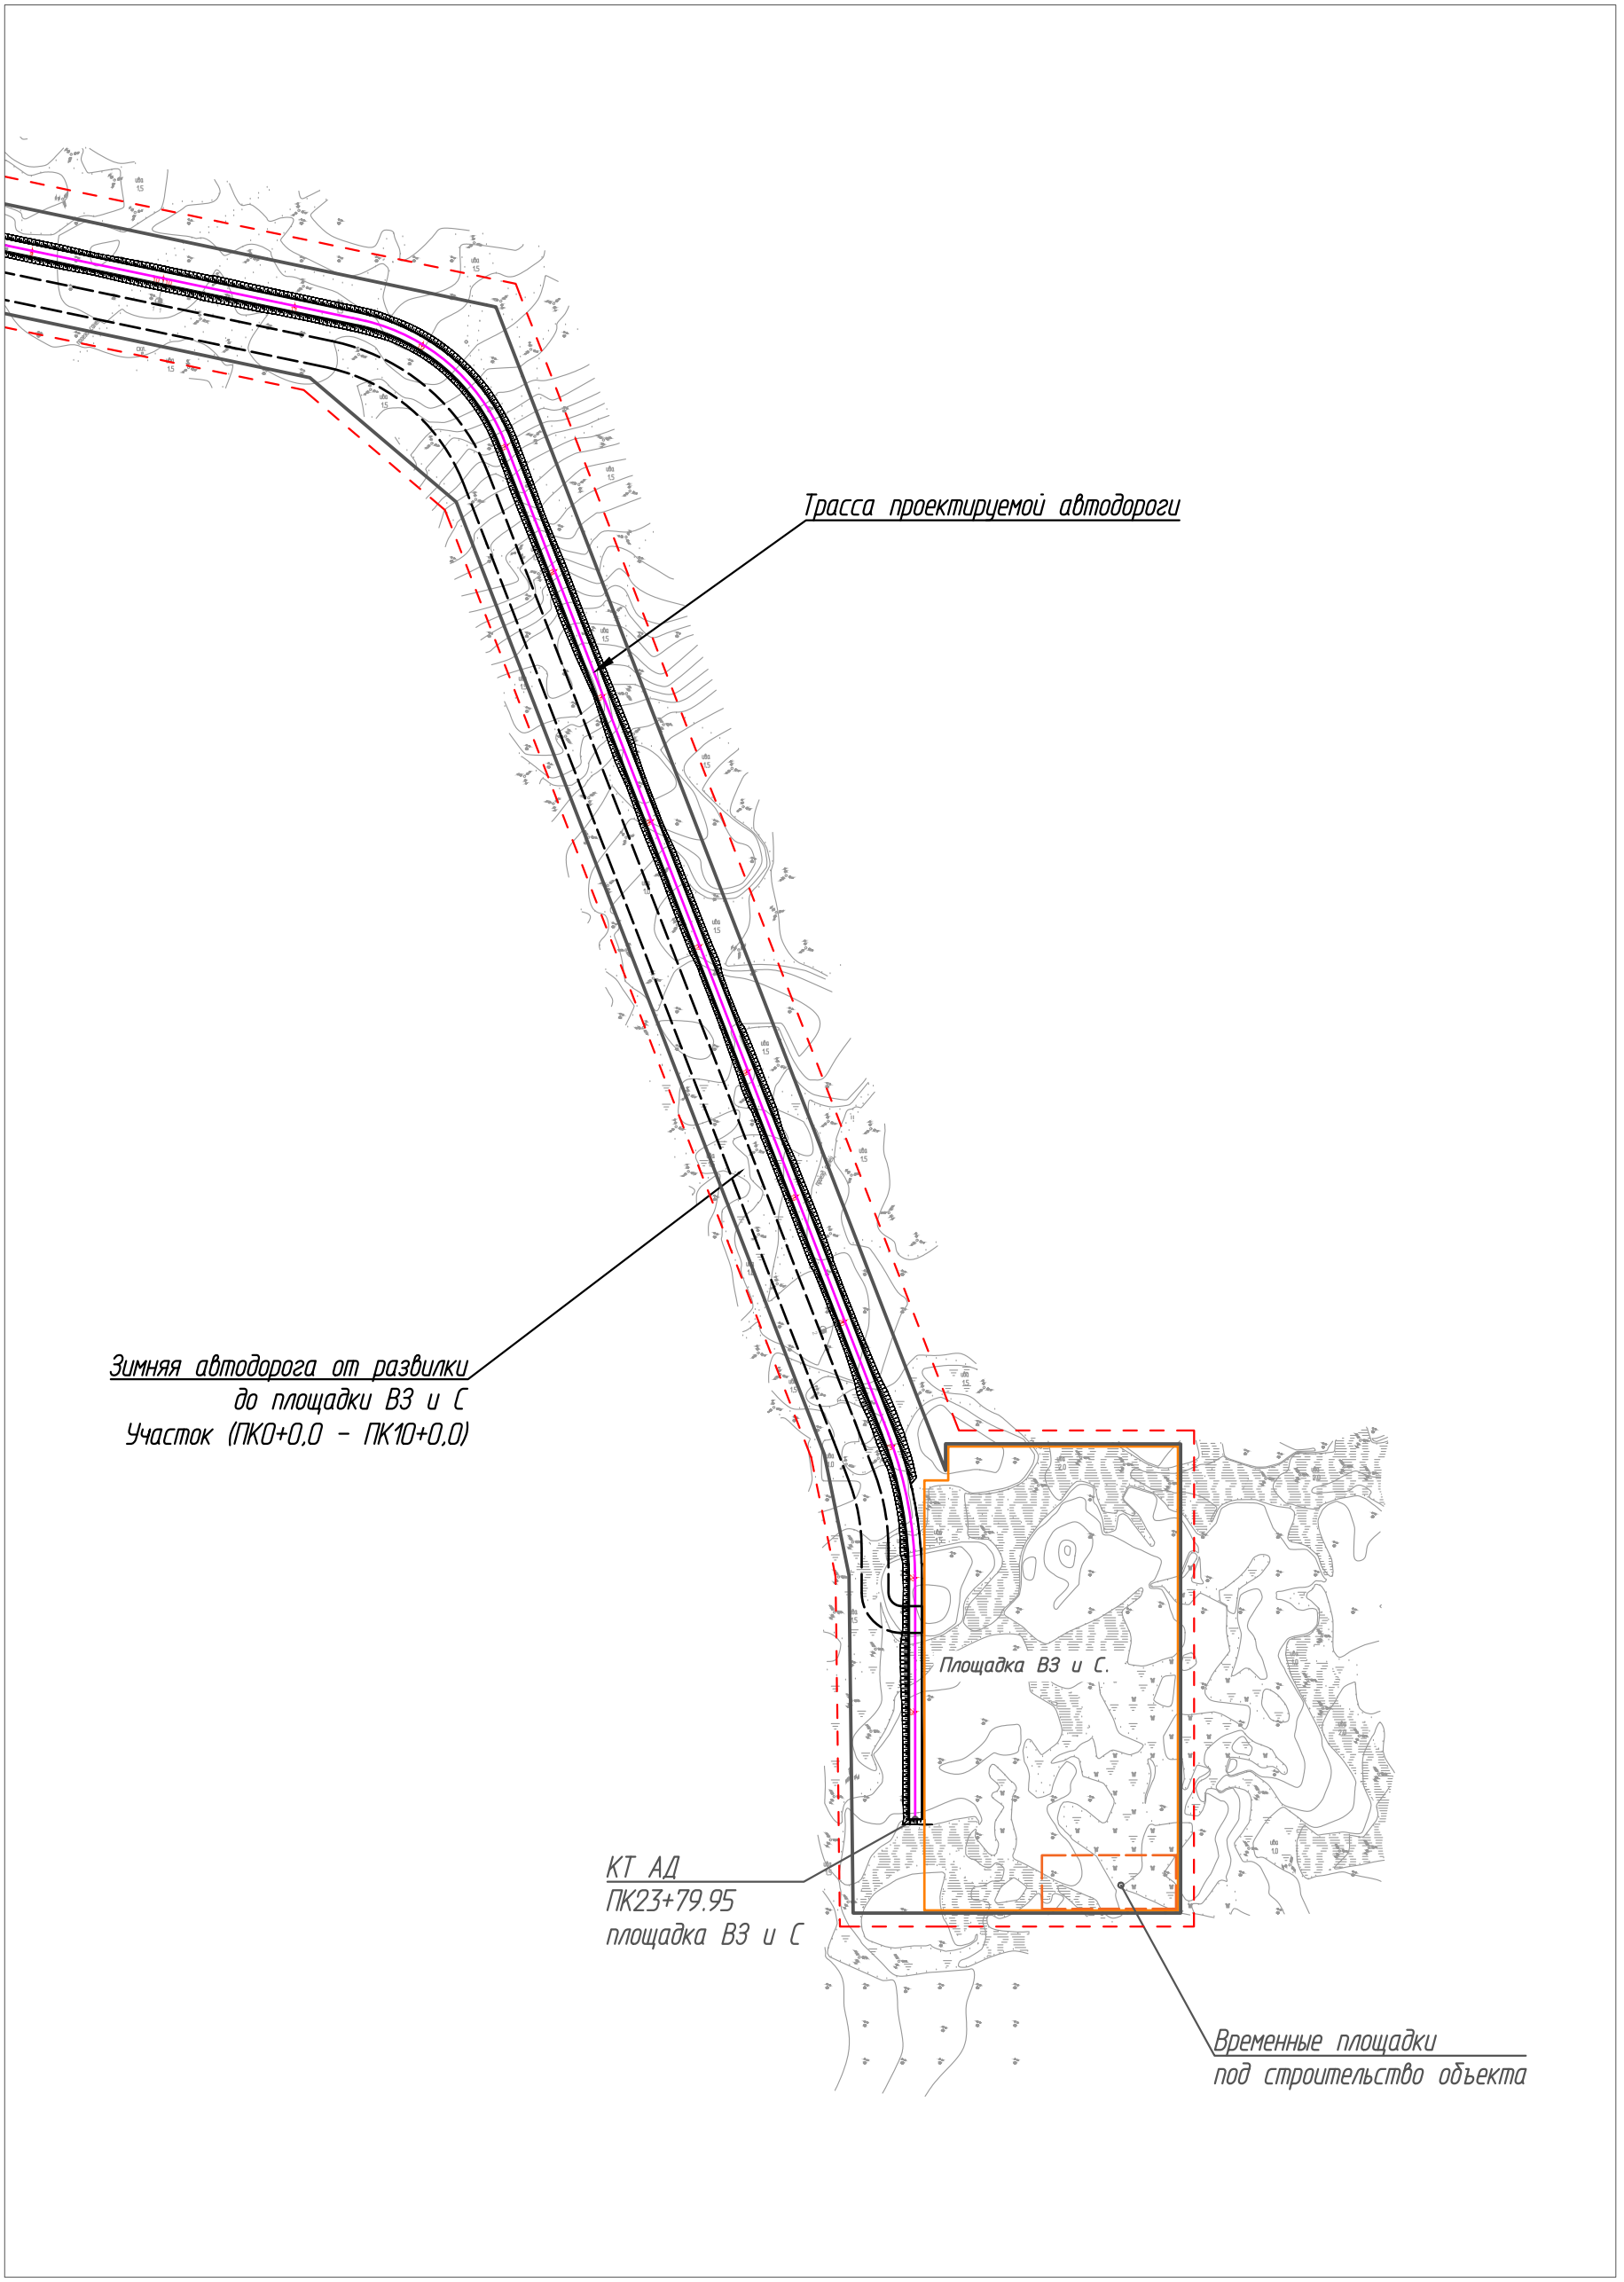 Трасса проектируемой автодороги
Зимняя автодорога от развилки
до площадки ВЗ и С
Участок (ПК0+0,0 - ПК10+0,0)
Площадка ВЗ и С.
КТ АД
ПК23+79.95
площадка ВЗ и С
Временные площадки
под строительство объекта